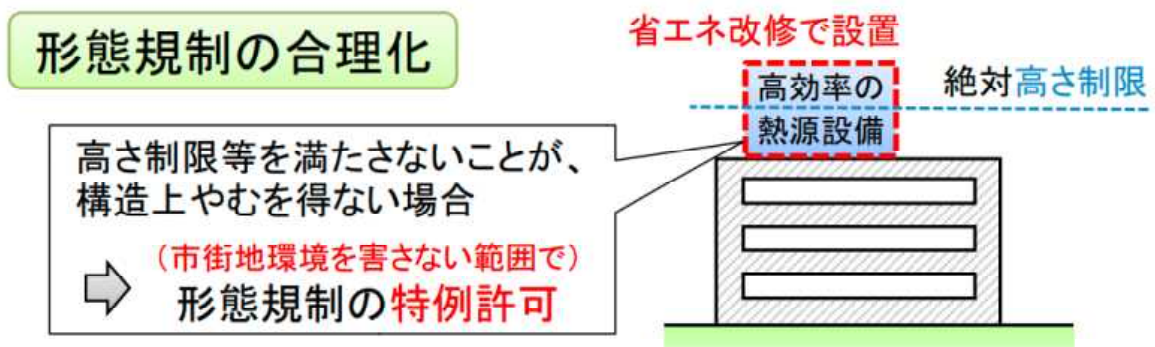 形態規制の合理化
省エネ改修で設置
高効率の
熱源設備
絶対高さ制限
高さ制限等を満たさないことが、
構造上やむを得ない場合
（市街地環境を害さない範囲で）
形態規制の特例許可